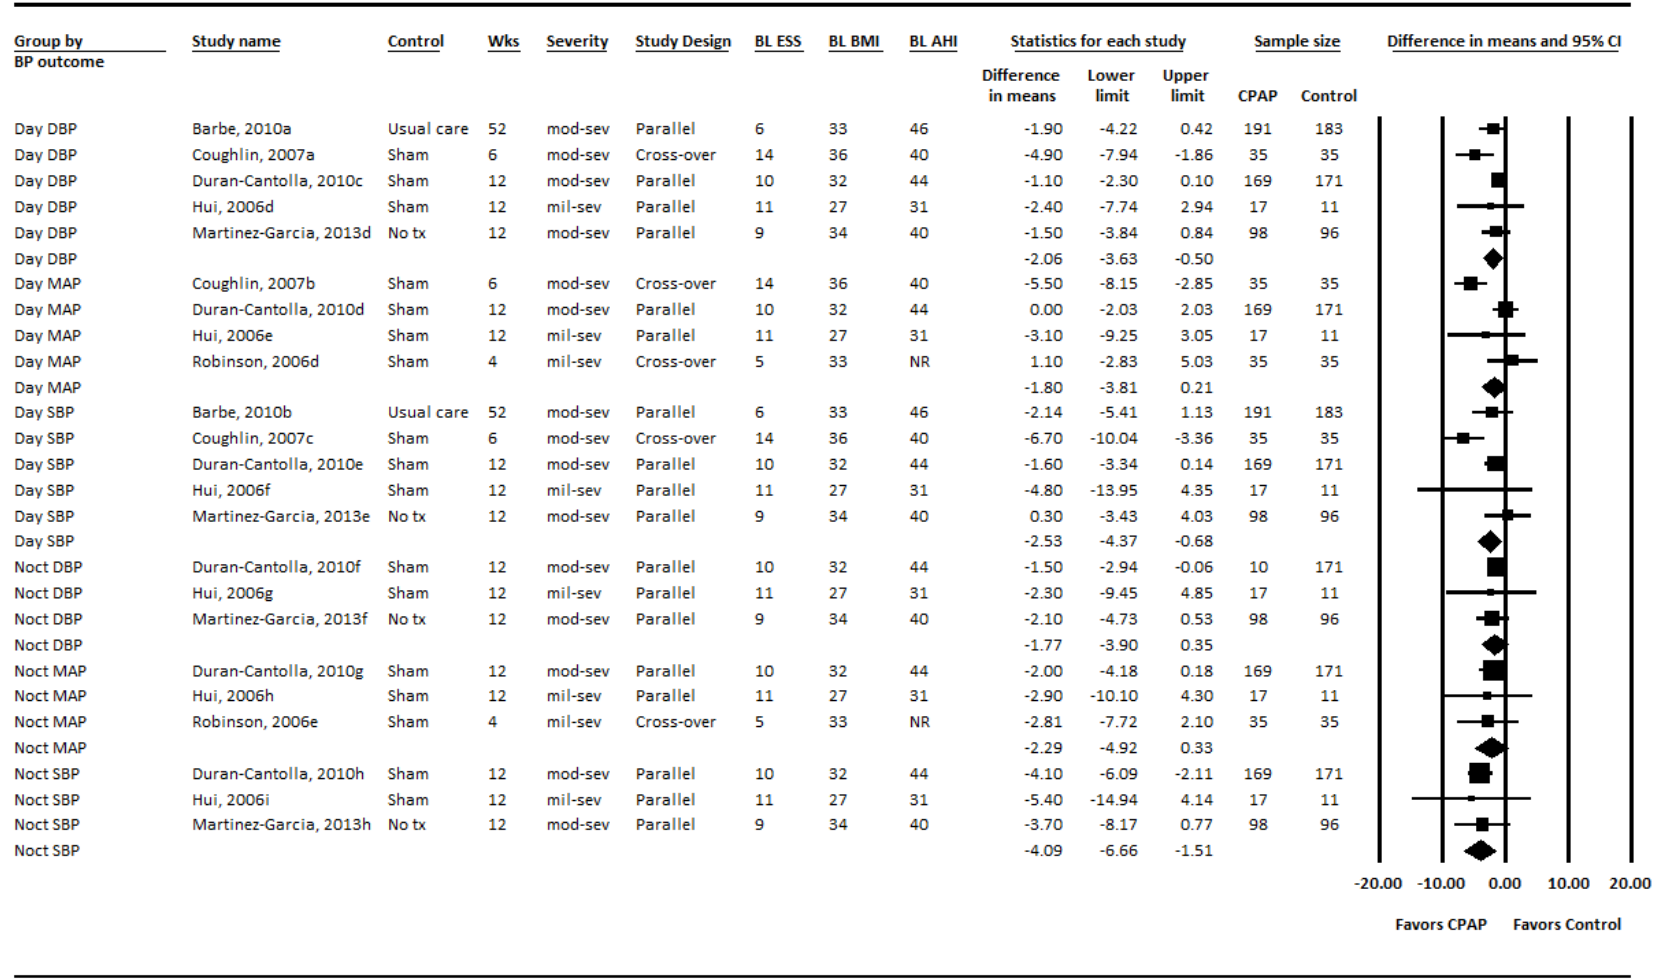 Group by Study name Control Wks Severity Study Design BL ESS BL BMI BL AHI Statistics for each study Sample size Difference in means and 95% CI
BP outcome
Difference in means Lower limit Upper limit CPAP Control
Day DBP Barbe, 2010a Usual care 52 mod-sev Parallel 6 33 46 -1.90 -4.22 0.42 191 183
Day DBP Coughlin, 2007a Sham 6 mod-sev Cross-over 14 36 40 -4.90 -7.94 -1.86 35 35
Day DBP Duran-Cantolla, 2010c Sham 12 mod-sev Parallel 10 32 44 -1.10 -2.30 0.10 169 171
Day DBP Hui, 2006d Sham 12 mil-sev Parallel 11 27 31 -2.40 -7.74 2.94 17 11
Day DBP Martinez-Garcia, 2013d No tx 12 mod-sev Parallel 9 34 40 -1.50 -3.84 0.84 98 96
Day DBP -2.06 -3.63 -0.50
Day MAP Coughlin, 2007b Sham 6 mod-sev Cross-over 14 36 40 -5.50 -8.15 -2.85 35 35
Day MAP Duran-Cantolla, 2010d Sham 12 mod-sev Parallel 10 32 44 0.00 -2.03 2.03 169 171
Day MAP Hui, 2006e Sham 12 mil-sev Parallel 11 27 31 -3.10 -9.25 3.05 17 11
Day MAP Robinson, 2006d Sham 4 mil-sev Cross-over 5 33 NR 1.10 -2.83 5.03 35 35
Day MAP -1.80 -3.81 0.21
Day SBP Barbe, 2010b Usual care 52 mod-sev Parallel 6 33 46 -2.14 -5.41 1.13 191 183
Day SBP Coughlin, 2007c Sham 6 mod-sev Cross-over 14 36 40 -6.70 -10.04 -3.36 35 35
Day SBP Duran-Cantolla, 2010e Sham 12 mod-sev Parallel 10 32 44 -1.60 -3.34 0.14 169 171
Day SBP Hui, 2006f Sham 12 mil-sev Parallel 11 27 31 -4.80 -13.95 4.35 17 11
Day SBP Martinez-Garcia, 2013e No tx 12 mod-sev Parallel 9 34 40 0.30 -3.43 4.03 98 96
Day SBP -2.53 -4.37 -0.68
Noct DBP Duran-Cantolla, 2010f Sham 12 mod-sev Parallel 10 32 44 -1.50 -2.94 -0.06 10 171
Noct DBP Hui, 2006g Sham 12 mil-sev Parallel 11 27 31 -2.30 -9.45 4.85 17 11
Noct DBP Martinez-Garcia, 2013f No tx 12 mod-sev Parallel 9 34 40 -2.10 -4.73 0.53 98 96
Noct DBP -1.77 -3.90 0.35
Noct MAP Duran-Cantolla, 2010g Sham 12 mod-sev Parallel 10 32 44 -2.00 -4.18 0.18 169 171
Noct MAP Hui, 2006h Sham 12 mil-sev Parallel 11 27 31 -2.90 -10.10 4.30 17 11
Noct MAP Robinson, 2006e Sham 4 mil-sev Cross-over 5 33 NR -2.81 -7.72 2.10 35 35
Noct MAP -2.29 -4.92 0.33
Noct SBP Duran-Cantolla, 2010h Sham 12 mod-sev Parallel 10 32 44 -4.10 -6.09 -2.11 169 171
Noct SBP Hui, 2006i Sham 12 mil-sev Parallel 11 27 31 -5.40 -14.94 4.14 17 11
Noct SBP Martinez-Garcia, 2013h No tx 12 mod-sev Parallel 9 34 40 -3.70 -8.17 0.77 98 96
Noct SBP -4.09 -6.66 -1.51
-20.00 -10.00 0.00 10.00 20.00
Favors CPAP Favors Control